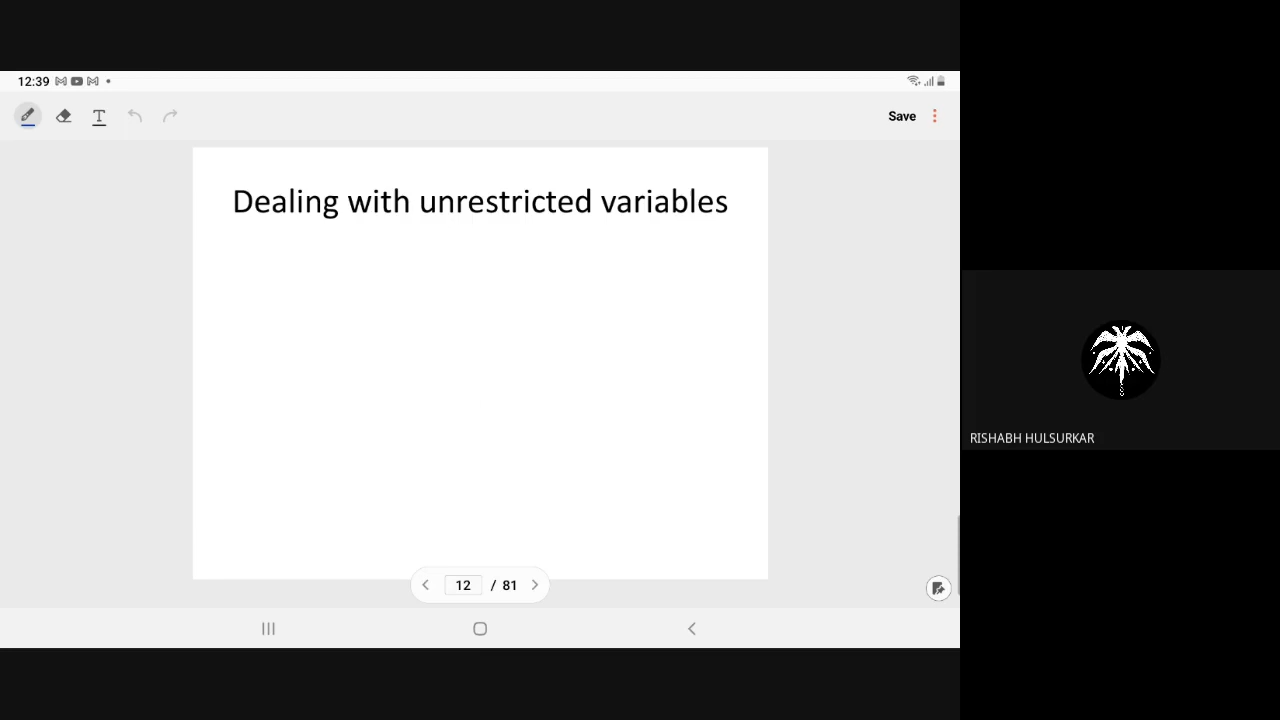 12:39
Save
Dealing with unrestricted variables
12 / 81
RISHABH HULSURKAR